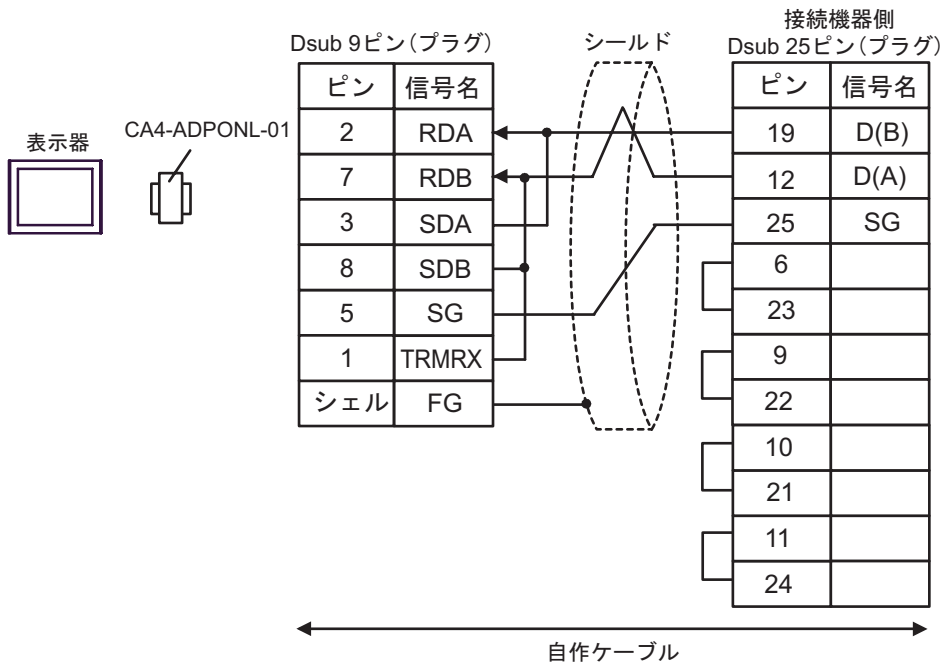 接続機器側
Dsub 9ピン(プラグ)
シールド
Dsub 25ピン(プラグ)
ピン 信号名
ピン 信号名
表示器
CA4-ADPONL-01
2 RDA
19 D(B)
7 RDB
12 D(A)
3 SDA
25 SG
8 SDB
6
5 SG
23
1 TRMRX
9
シェル FG
22
10
21
11
24
自作ケーブル